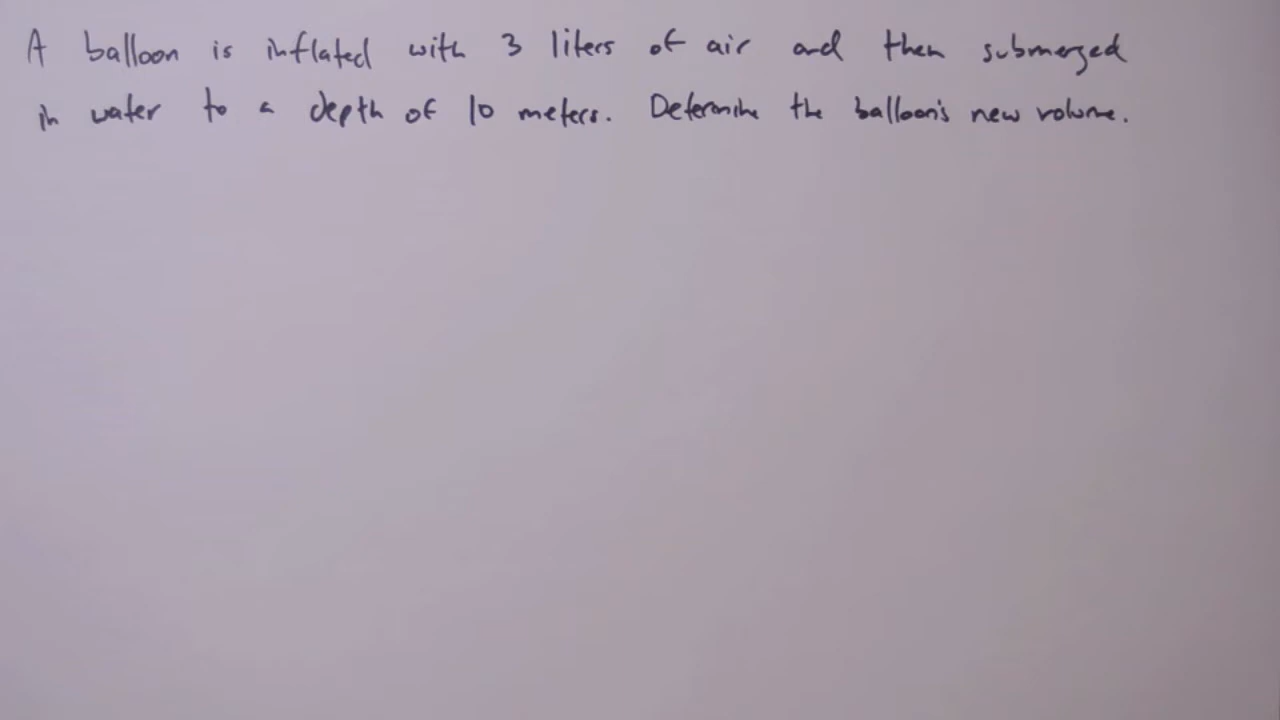 A balloon is inflated with 3 liters of air and then submerged
in water to a depth of 10 meters. Determine the balloon's new volume.